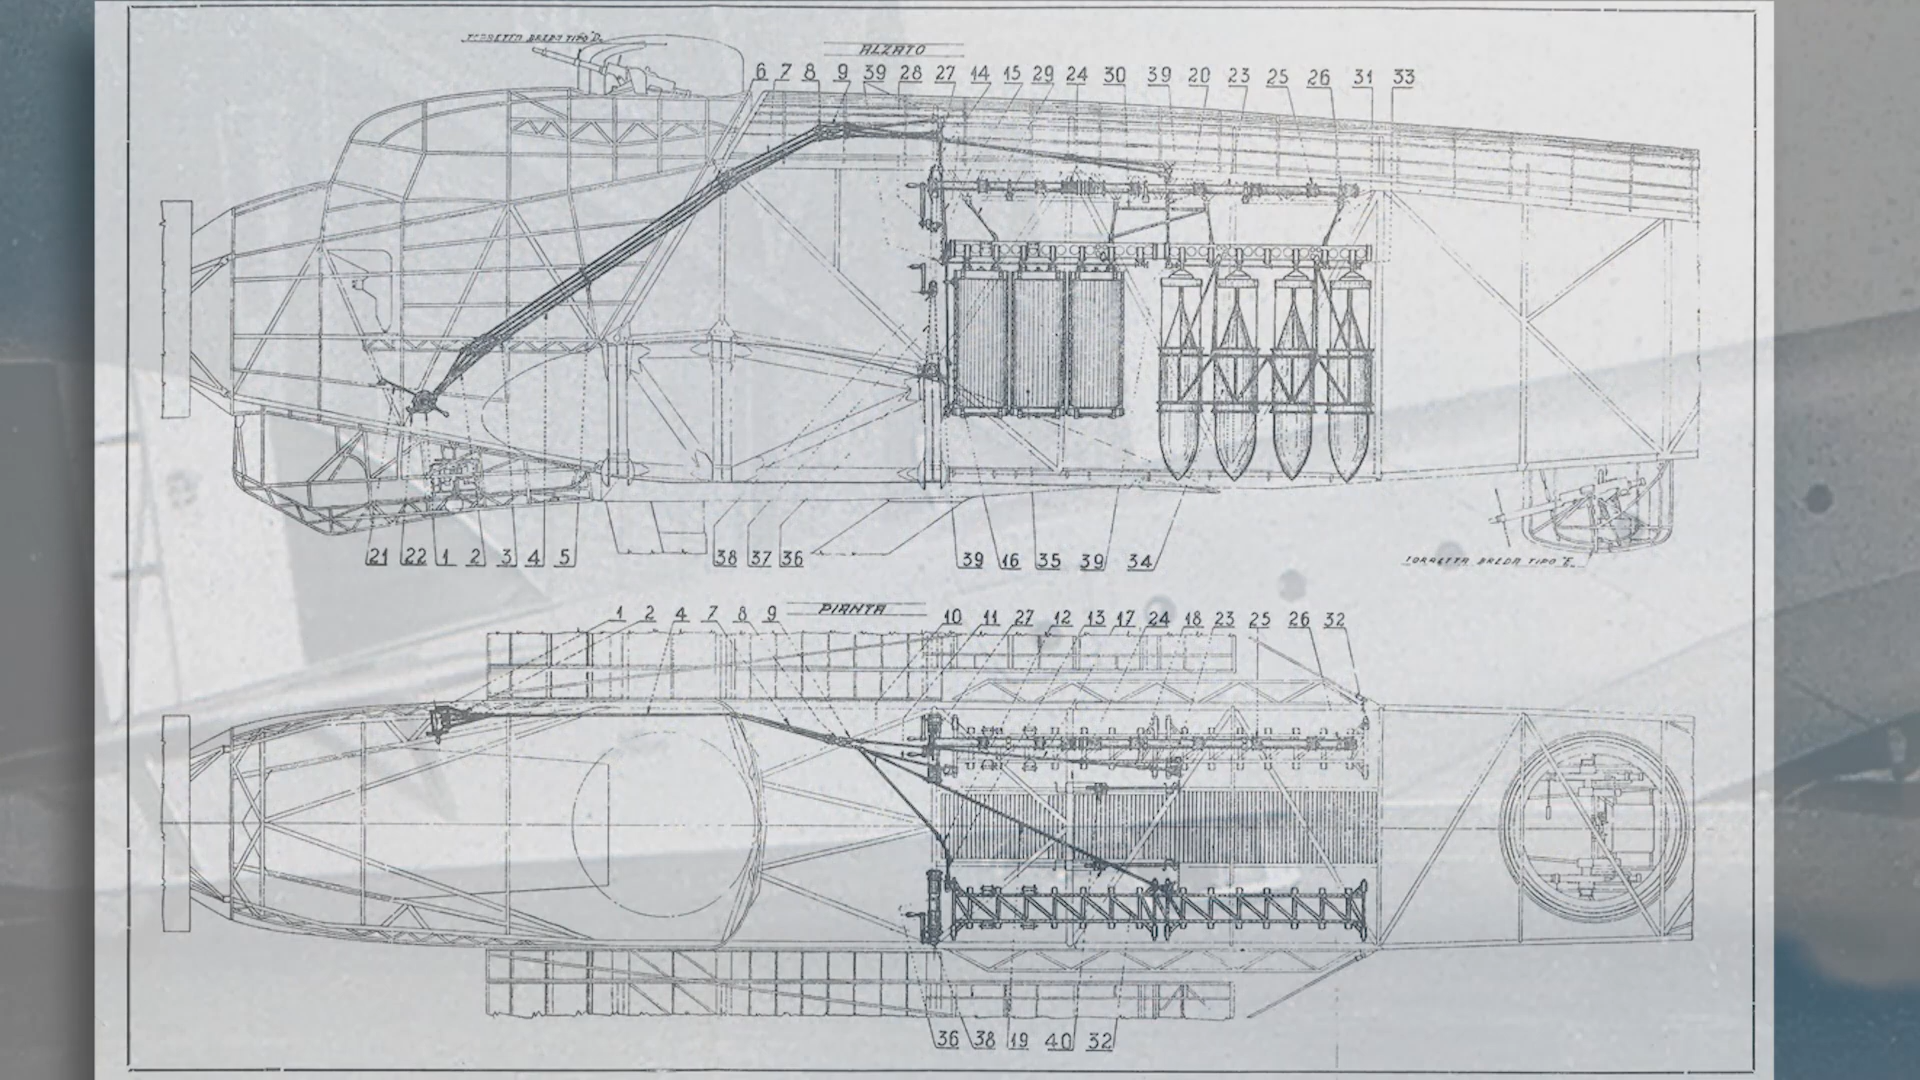 TORRETTA BREDA TIPO "D"
ALZATO
6 7 8 9 39 28 27 14 15 29 24 30 39 20 23 25 26 31 33
21 22 1 2 3 4 5 38 37 36 39 16 35 39 34
TORRETTA BREDA TIPO "E"
PIANTA
1 2 4 7 8 9 10 11 27 12 13 17 24 18 23 25 26 32
36 38 19 40 32